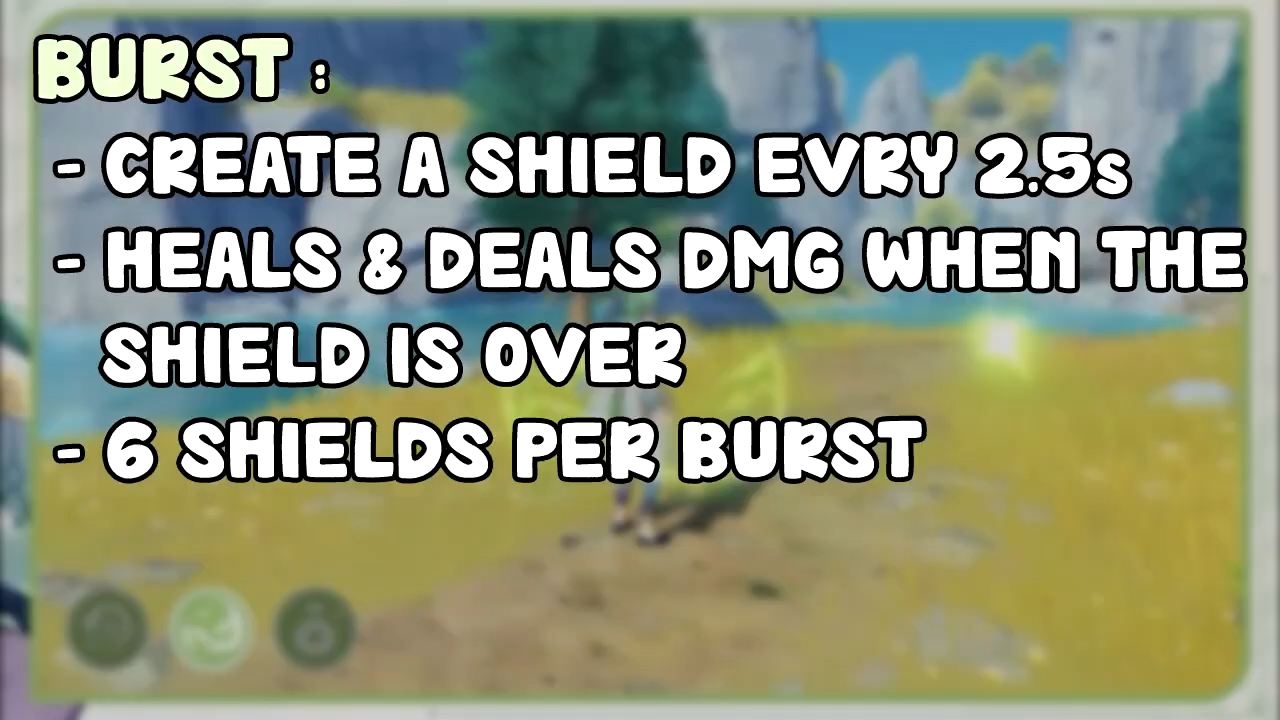 BURST :
- CREATE A SHIELD EVRY 2.5s
- HEALS & DEALS DMG WHEN THE
SHIELD IS OVER
- 6 SHIELDS PER BURST